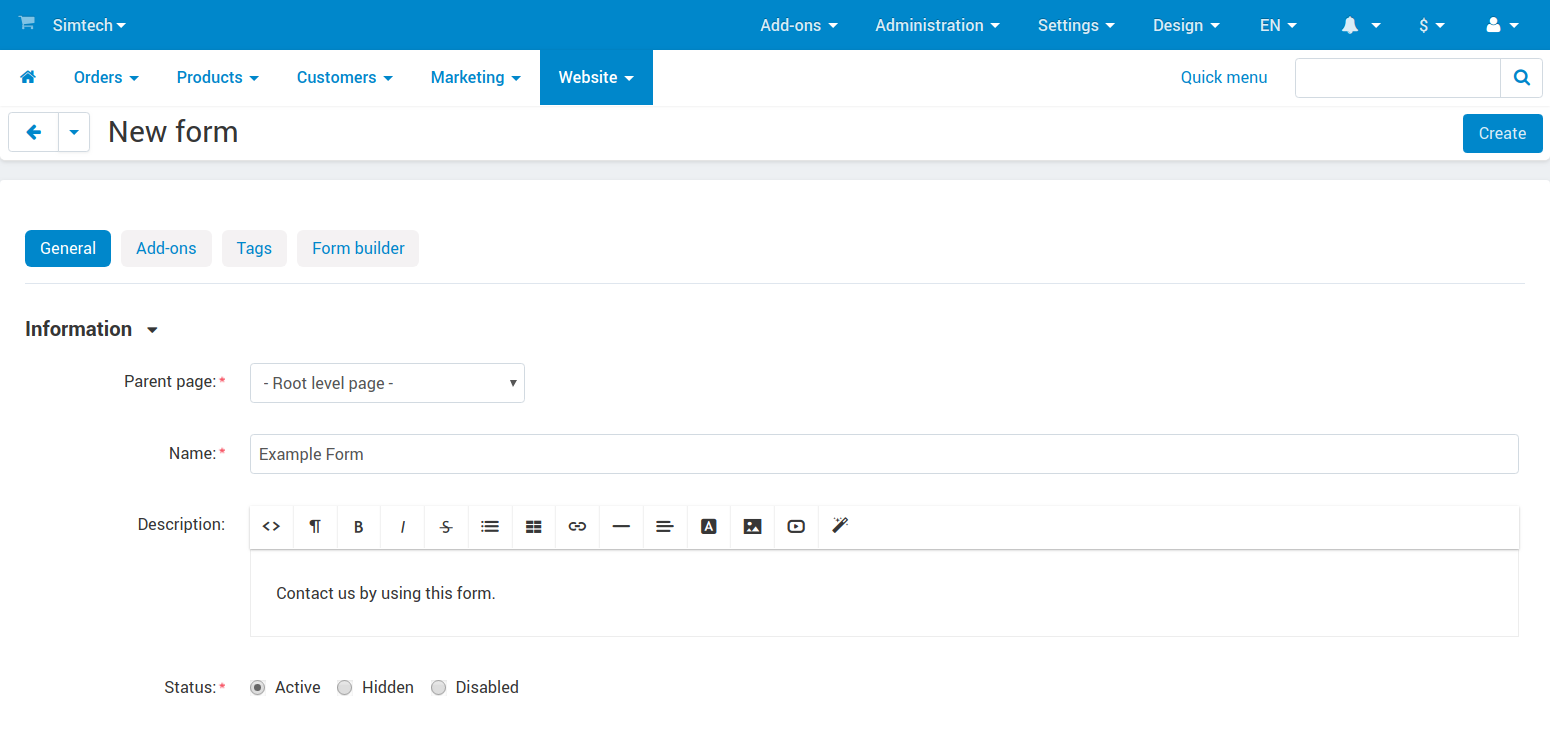 Simtech Add-ons Administration Settings Design EN $
Orders Products Customers Marketing Website Quick menu
New form Create
General Add-ons Tags Form builder
Information
Parent page:* - Root level page -
Name:* Example Form
Description: <> ¶ B I S A
Contact us by using this form.
Status:* Active Hidden Disabled